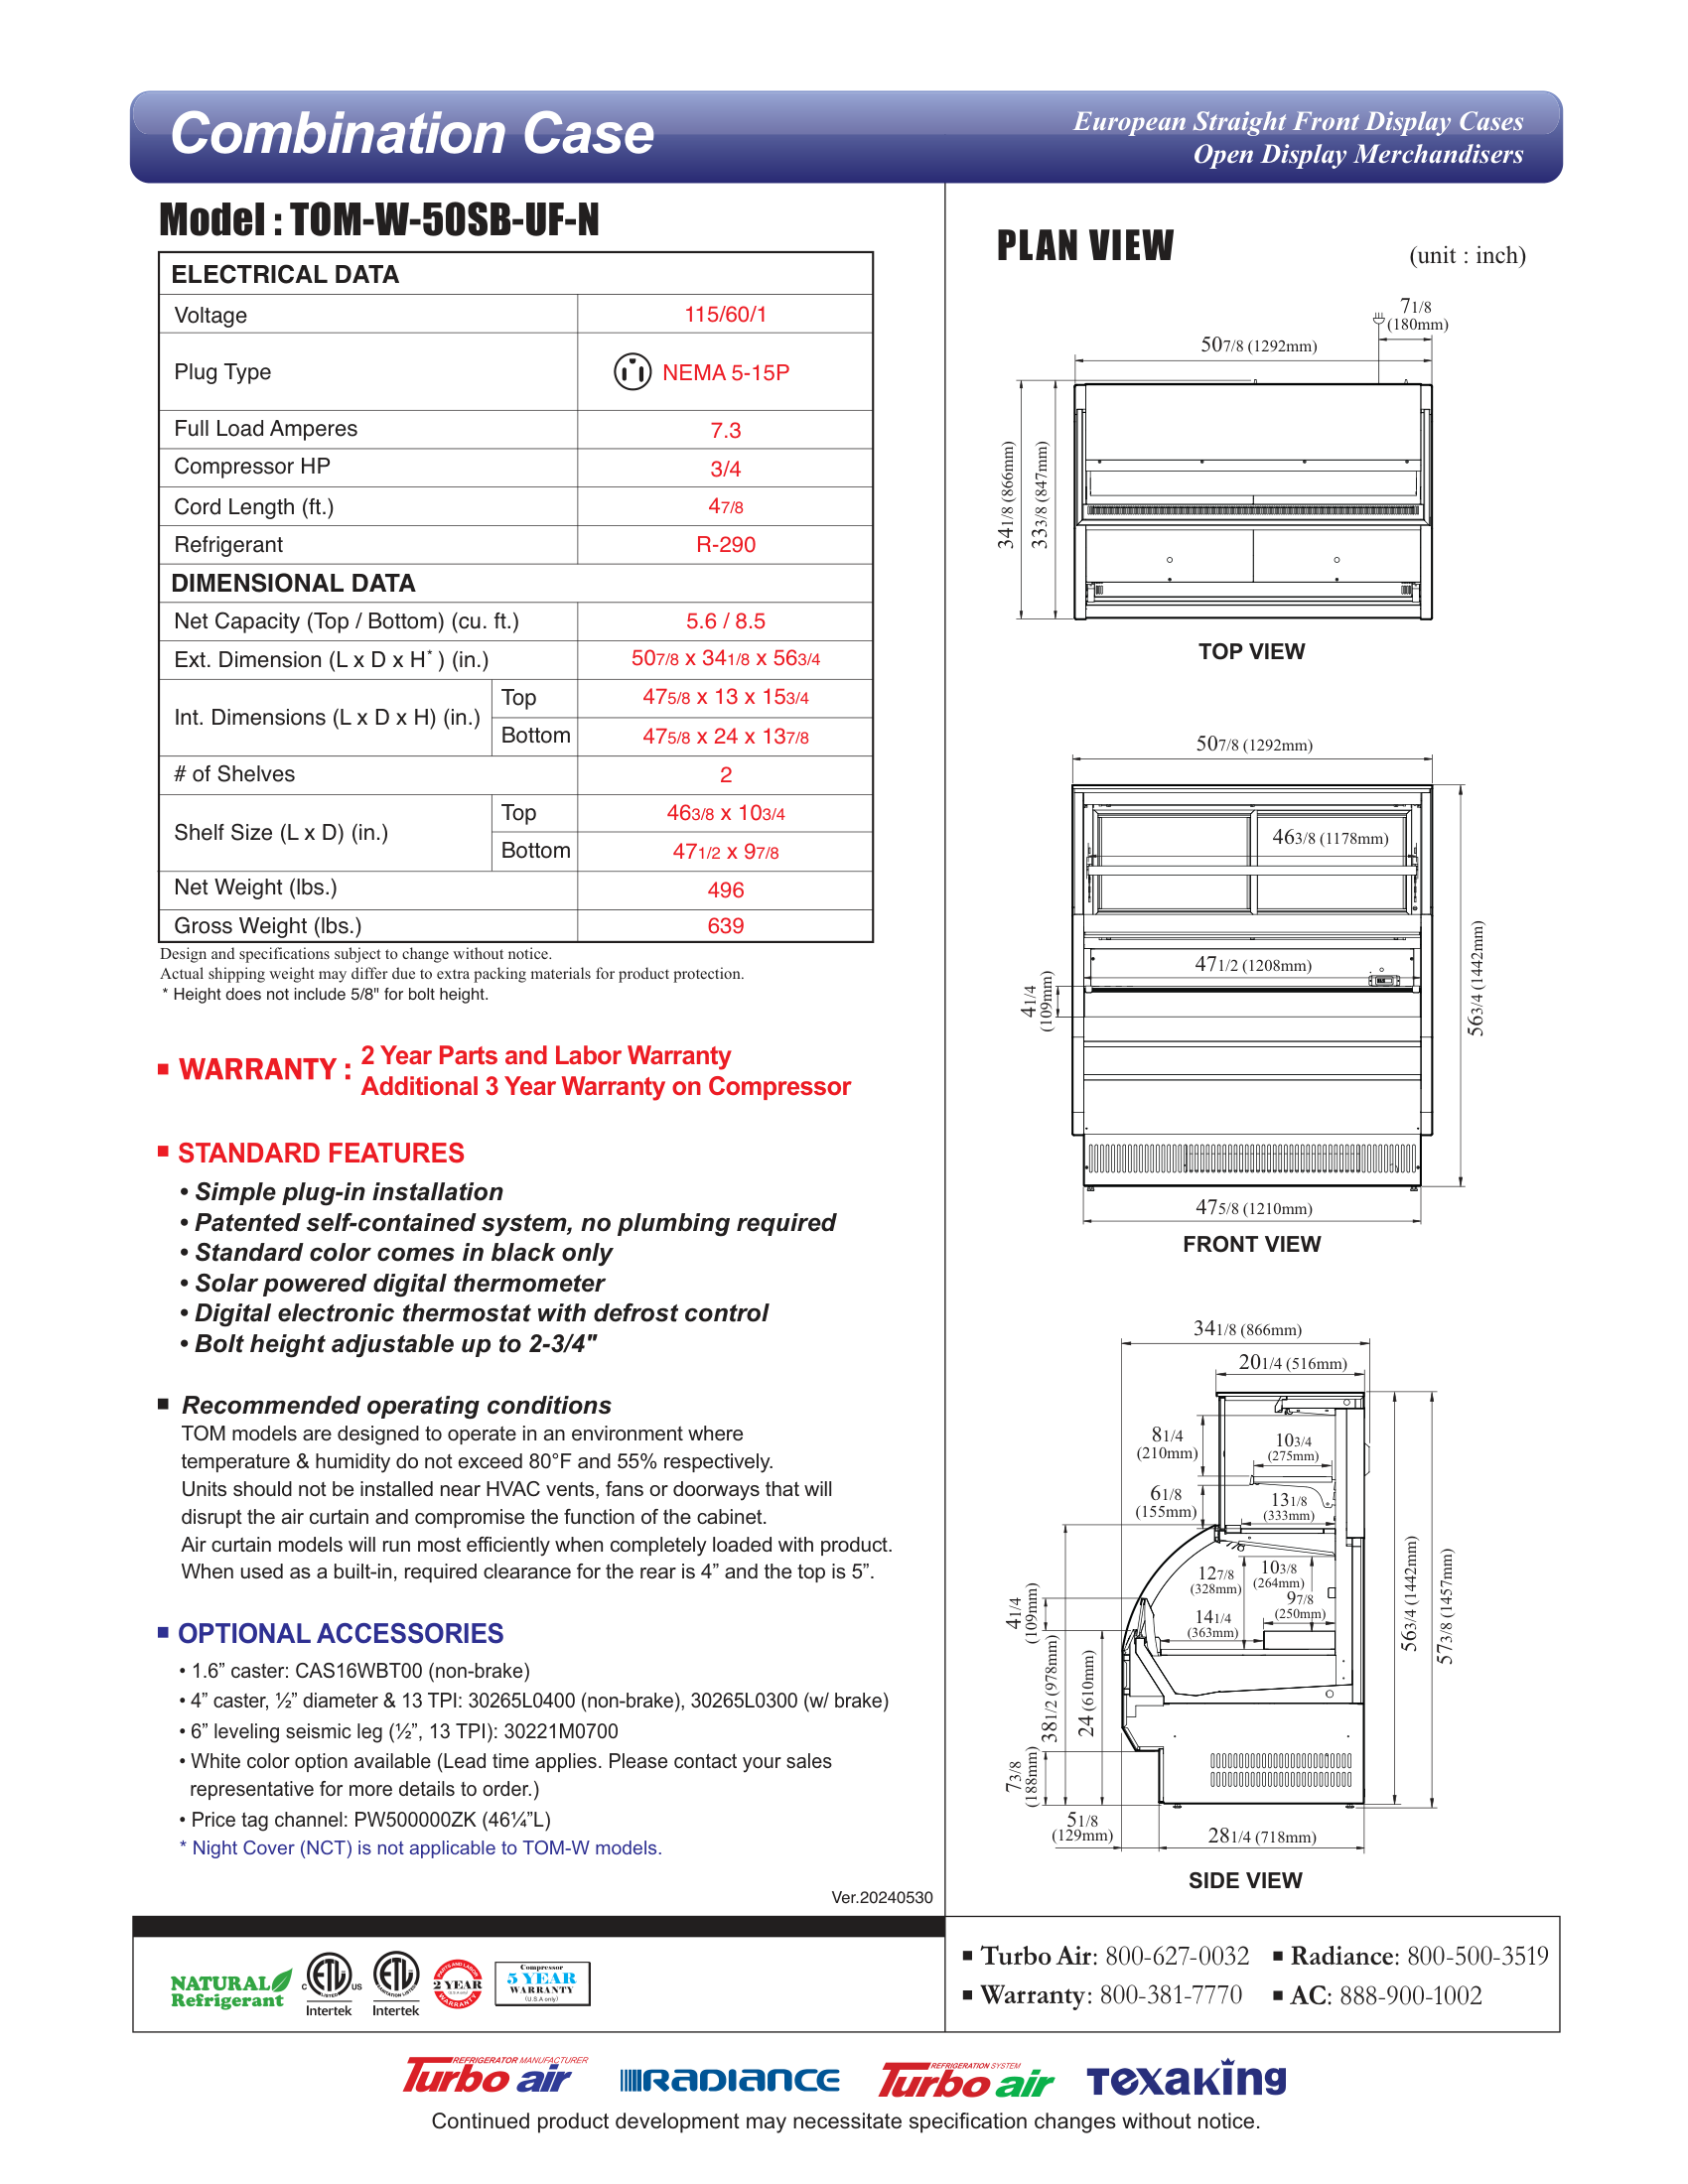 Combination Case
European Straight Front Display Cases
Open Display Merchandisers
Model : TOM-W-50SB-UF-N
ELECTRICAL DATA
Voltage 115/60/1
Plug Type NEMA 5-15P
Full Load Amperes 7.3
Compressor HP 3/4
Cord Length (ft.) 4 7/8
Refrigerant R-290
DIMENSIONAL DATA
Net Capacity (Top / Bottom) (cu. ft.) 5.6 / 8.5
Ext. Dimension (L x D x H* ) (in.) 50 7/8 x 34 1/8 x 56 3/4
Int. Dimensions (L x D x H) (in.)
Top 47 5/8 x 13 x 15 3/4
Bottom 47 5/8 x 24 x 13 7/8
# of Shelves 2
Shelf Size (L x D) (in.)
Top 46 3/8 x 10 3/4
Bottom 47 1/2 x 9 7/8
Net Weight (lbs.) 496
Gross Weight (lbs.) 639
Design and specifications subject to change without notice.
Actual shipping weight may differ due to extra packing materials for product protection.
* Height does not include 5/8" for bolt height.
WARRANTY : 2 Year Parts and Labor Warranty
Additional 3 Year Warranty on Compressor
STANDARD FEATURES
• Simple plug-in installation
• Patented self-contained system, no plumbing required
• Standard color comes in black only
• Solar powered digital thermometer
• Digital electronic thermostat with defrost control
• Bolt height adjustable up to 2-3/4"
Recommended operating conditions
TOM models are designed to operate in an environment where
temperature & humidity do not exceed 80°F and 55% respectively.
Units should not be installed near HVAC vents, fans or doorways that will
disrupt the air curtain and compromise the function of the cabinet.
Air curtain models will run most efficiently when completely loaded with product.
When used as a built-in, required clearance for the rear is 4” and the top is 5”.
OPTIONAL ACCESSORIES
• 1.6” caster: CAS16WBT00 (non-brake)
• 4” caster, ½” diameter & 13 TPI: 30265L0400 (non-brake), 30265L0300 (w/ brake)
• 6” leveling seismic leg (½”, 13 TPI): 30221M0700
• White color option available (Lead time applies. Please contact your sales
representative for more details to order.)
• Price tag channel: PW500000ZK (46¼”L)
* Night Cover (NCT) is not applicable to TOM-W models.
Ver.20240530
PLAN VIEW
(unit : inch)
7 1/8
(180mm)
50 7/8 (1292mm)
34 1/8 (866mm)
33 3/8 (847mm)
TOP VIEW
50 7/8 (1292mm)
46 3/8 (1178mm)
47 1/2 (1208mm)
4 1/4
(109mm)
56 3/4 (1442mm)
47 5/8 (1210mm)
FRONT VIEW
34 1/8 (866mm)
20 1/4 (516mm)
8 1/4
(210mm)
10 3/4
(275mm)
6 1/8
(155mm)
13 1/8
(333mm)
12 7/8
(328mm)
10 3/8
(264mm)
9 7/8
(250mm)
14 1/4
(363mm)
4 1/4
(109mm)
38 1/2 (978mm)
24 (610mm)
7 3/8
(188mm)
56 3/4 (1442mm)
57 3/8 (1457mm)
5 1/8
(129mm)
28 1/4 (718mm)
SIDE VIEW
NATURAL
Refrigerant
C ETL US
LISTED
Intertek
ETL
SANITATION LISTED
Intertek
PARTS AND LABOR
2 YEAR
WARRANTY
Compressor
5 YEAR
WARRANTY
(U.S.A only)
Turbo Air: 800-627-0032
Radiance: 800-500-3519
Warranty: 800-381-7770
AC: 888-900-1002
REFRIGERATOR MANUFACTURER
Turbo air
RADIANCE
REFRIGERATION SYSTEM
Turbo air
Texaking
Continued product development may necessitate specification changes without notice.